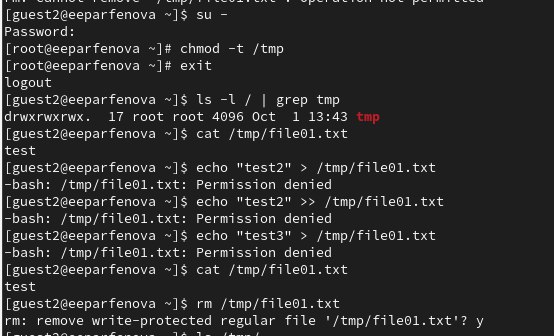 rm: cannot remove '/tmp/file01.txt': Operation not permitted
[guest2@eeparfenova ~]$ su -
Password:
[root@eeparfenova ~]# chmod -t /tmp
[root@eeparfenova ~]# exit
logout
[guest2@eeparfenova ~]$ ls -l / | grep tmp
drwxrwxrwx.  17 root root 4096 Oct  1 13:43 tmp
[guest2@eeparfenova ~]$ cat /tmp/file01.txt
test
[guest2@eeparfenova ~]$ echo "test2" > /tmp/file01.txt
-bash: /tmp/file01.txt: Permission denied
[guest2@eeparfenova ~]$ echo "test2" >> /tmp/file01.txt
-bash: /tmp/file01.txt: Permission denied
[guest2@eeparfenova ~]$ echo "test3" > /tmp/file01.txt
-bash: /tmp/file01.txt: Permission denied
[guest2@eeparfenova ~]$ cat /tmp/file01.txt
test
[guest2@eeparfenova ~]$ rm /tmp/file01.txt
rm: remove write-protected regular file '/tmp/file01.txt'? y
[guest2@eeparfenova ~]$ ls /tmp/